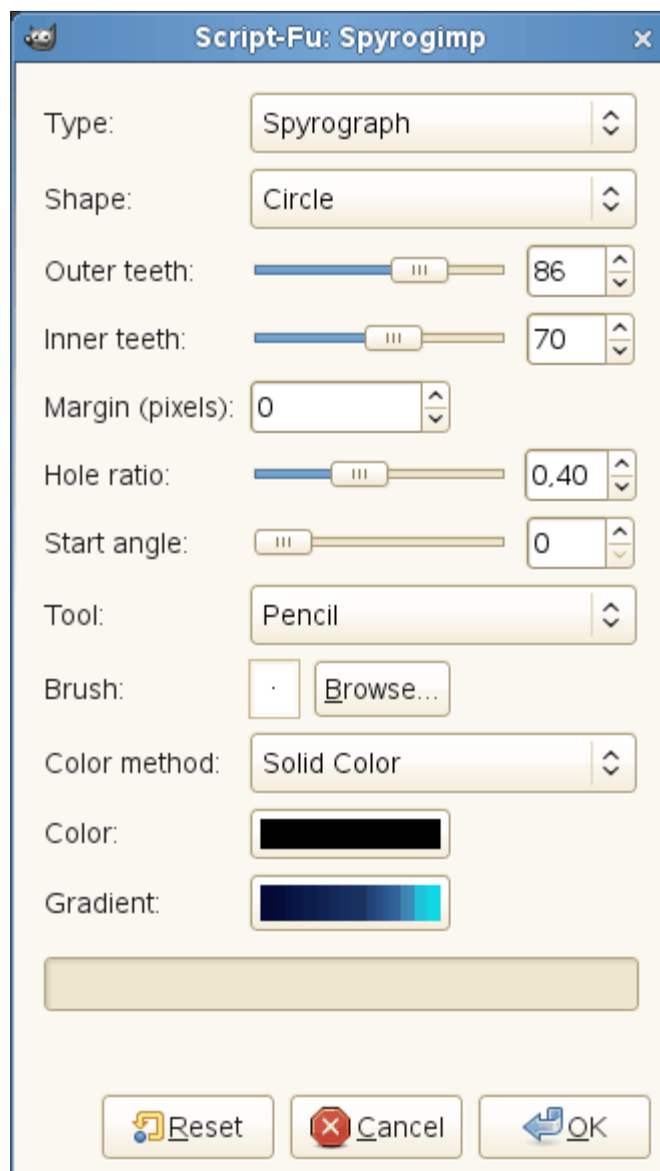 Script-Fu: Spyrogimp
Type: Spyrograph
Shape: Circle
Outer teeth: 86
Inner teeth: 70
Margin (pixels): 0
Hole ratio: 0,40
Start angle: 0
Tool: Pencil
Brush: Browse...
Color method: Solid Color
Color:
Gradient:
Reset Cancel OK